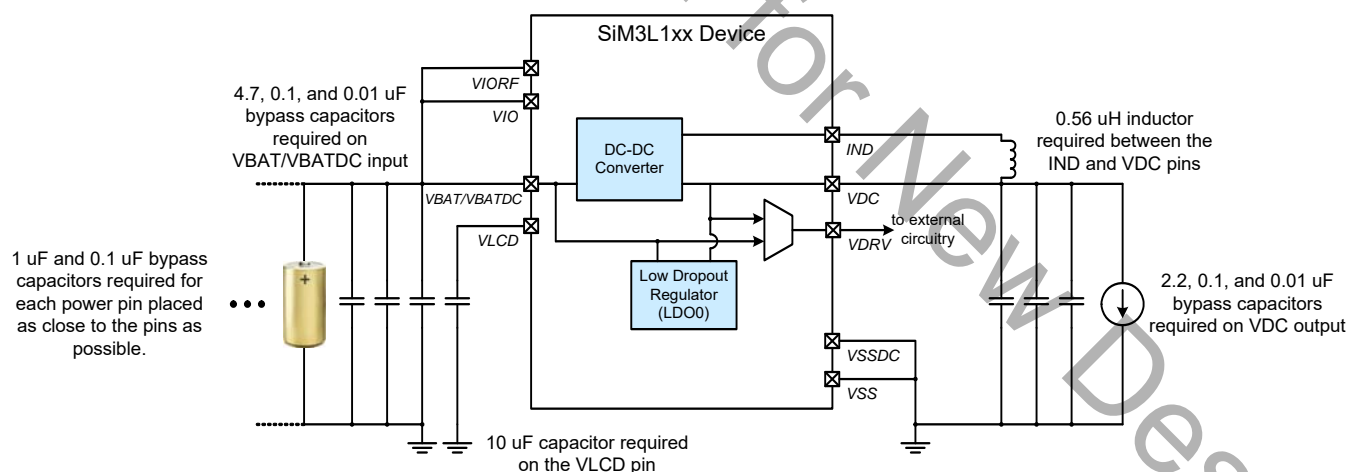 SiM3L1xx Device
VIORF
VIO
4.7, 0.1, and 0.01 uF
bypass capacitors
required on
VBAT/VBATDC input
DC-DC
Converter
IND
0.56 uH inductor
required between the
IND and VDC pins
VBAT/VBATDC
VDC
VLCD
VDRV
to external
circuitry
1 uF and 0.1 uF bypass
capacitors required for
each power pin placed
as close to the pins as
possible.
+
Low Dropout
Regulator
(LDO0)
2.2, 0.1, and 0.01 uF
bypass capacitors
required on VDC output
VSSDC
VSS
10 uF capacitor required
on the VLCD pin
for New Des